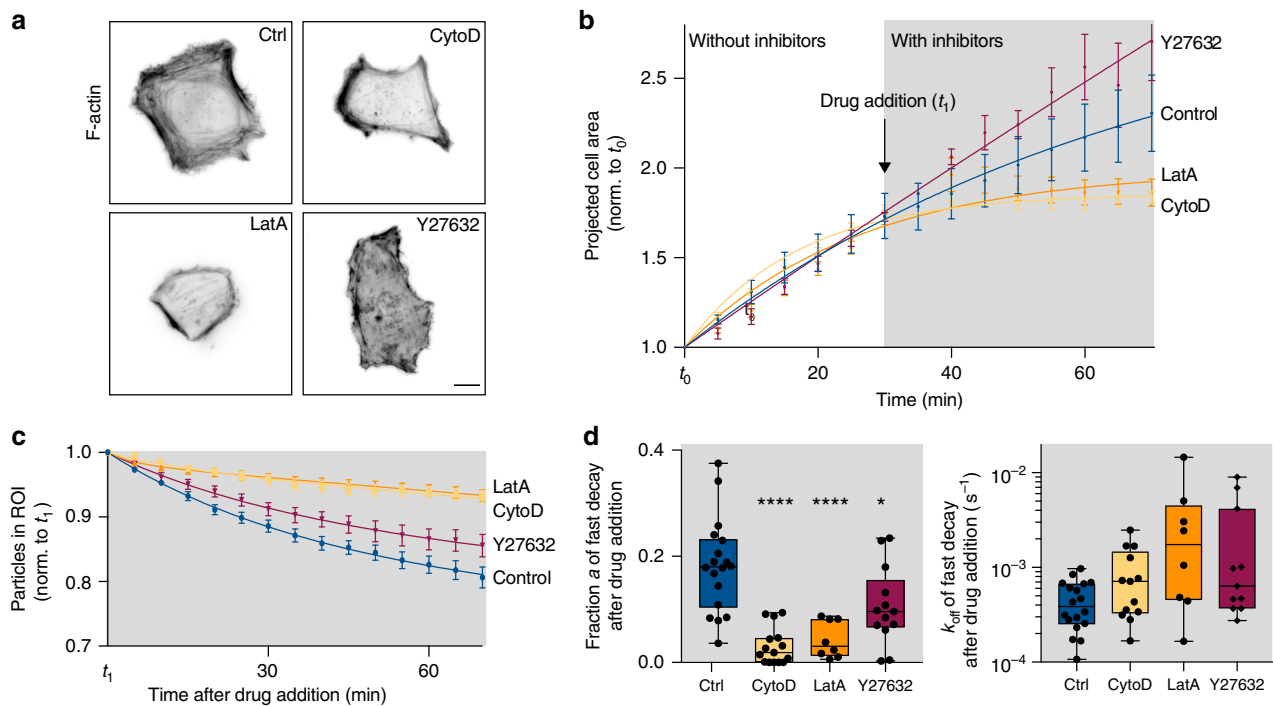 a
Ctrl
CytoD
F-actin
LatA
Y27632
b
Without inhibitors
With inhibitors
Drug addition (t1)
Y27632
Control
LatA
CytoD
Projected cell area
(norm. to t0)
2.5
2.0
1.5
1.0
t0
t0
20
40
60
Time (min)
c
Particles in ROI
(norm. to t1)
1.0
0.9
0.8
0.7
LatA
CytoD
Y27632
Control
t1
30
60
Time after drug addition (min)
d
Fraction a of fast decay
after drug addition
0.4
0.2
0.0
****
****
*
Ctrl
CytoD
LatA
Y27632
koff of fast decay
after drug addition (s−1)
10−2
10−3
10−4
Ctrl
CytoD
LatA
Y27632